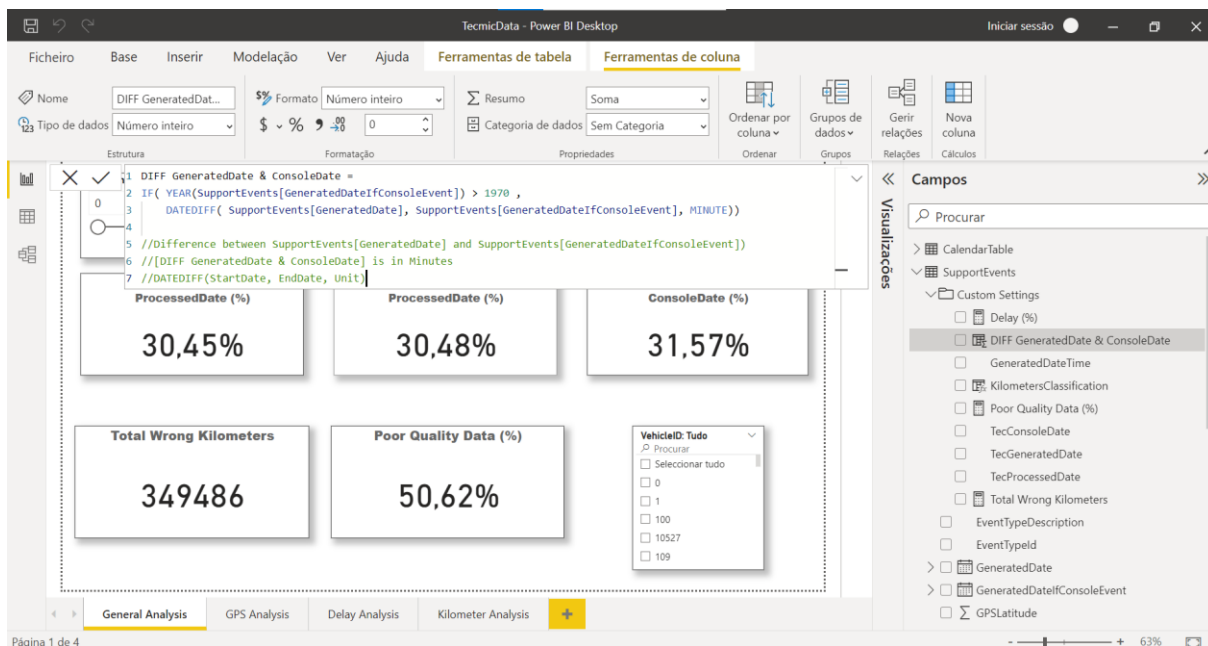 TecmicData - Power BI Desktop
Iniciar sessão
Ficheiro Base Inserir Modelação Ver Ajuda Ferramentas de tabela Ferramentas de coluna
Nome DIFF GeneratedDat...
Tipo de dados Número inteiro
Estrutura
Formato Número inteiro
$ % 0
Formatação
Resumo Soma
Categoria de dados Sem Categoria
Propriedades
Ordenar por coluna
Ordenar
Grupos de dados
Grupos
Gerir relações
Relações
Nova coluna
Cálculos
1 DIFF GeneratedDate & ConsoleDate =
2 IF( YEAR(SupportEvents[GeneratedDateIfConsoleEvent]) > 1970 ,
3 DATEDIFF( SupportEvents[GeneratedDate], SupportEvents[GeneratedDateIfConsoleEvent], MINUTE))
4
5 //Difference between SupportEvents[GeneratedDate] and SupportEvents[GeneratedDateIfConsoleEvent])
6 //[DIFF GeneratedDate & ConsoleDate] is in Minutes
7 //DATEDIFF(StartDate, EndDate, Unit)
0
ProcessedDate (%)
30,45%
ProcessedDate (%)
30,48%
ConsoleDate (%)
31,57%
Total Wrong Kilometers
349486
Poor Quality Data (%)
50,62%
VehicleID: Tudo
Procurar
Seleccionar tudo
0
1
100
10527
109
Visualizações
Campos
Procurar
CalendarTable
SupportEvents
Custom Settings
Delay (%)
DIFF GeneratedDate & ConsoleDate
GeneratedDateTime
KilometersClassification
Poor Quality Data (%)
TecConsoleDate
TecGeneratedDate
TecProcessedDate
Total Wrong Kilometers
EventTypeDescription
EventTypeId
GeneratedDate
GeneratedDateIfConsoleEvent
GPSLatitude
General Analysis GPS Analysis Delay Analysis Kilometer Analysis
Página 1 de 4
63%